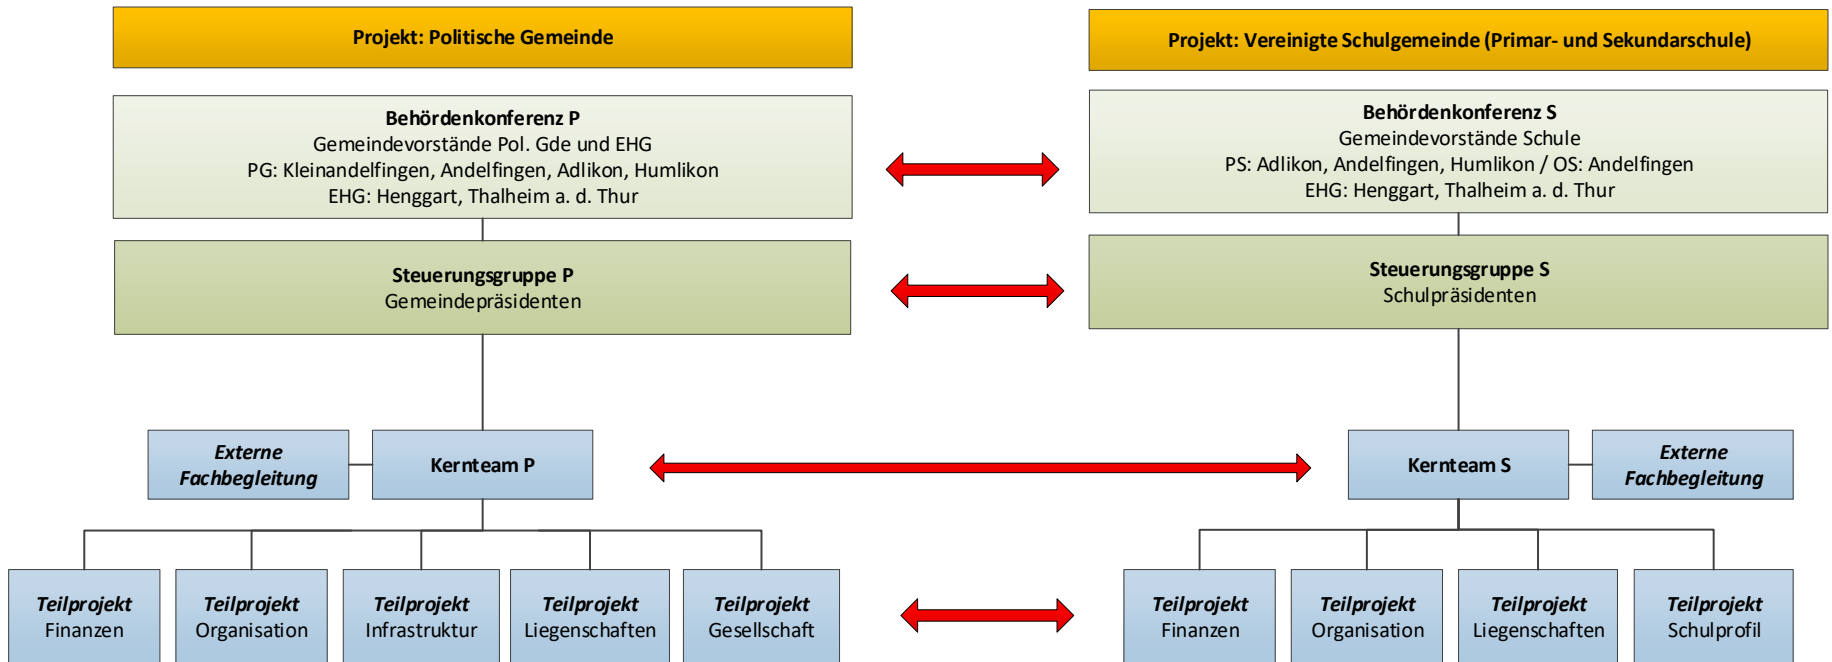 Projekt: Politische Gemeinde
Projekt: Vereinigte Schulgemeinde (Primar- und Sekundarschule)
Behördenkonferenz P
Gemeindevorstände Pol. Gde und EHG
PG: Kleinandelfingen, Andelfingen, Adlikon, Humlikon
EHG: Henggart, Thalheim a. d. Thur
Behördenkonferenz S
Gemeindevorstände Schule
PS: Adlikon, Andelfingen, Humlikon / OS: Andelfingen
EHG: Henggart, Thalheim a. d. Thur
Steuerungsgruppe P
Gemeindepräsidenten
Steuerungsgruppe S
Schulpräsidenten
Externe
Fachbegleitung
Kernteam P
Kernteam S
Externe
Fachbegleitung
Teilprojekt
Finanzen
Teilprojekt
Organisation
Teilprojekt
Infrastruktur
Teilprojekt
Liegenschaften
Teilprojekt
Gesellschaft
Teilprojekt
Finanzen
Teilprojekt
Organisation
Teilprojekt
Liegenschaften
Teilprojekt
Schulprofil